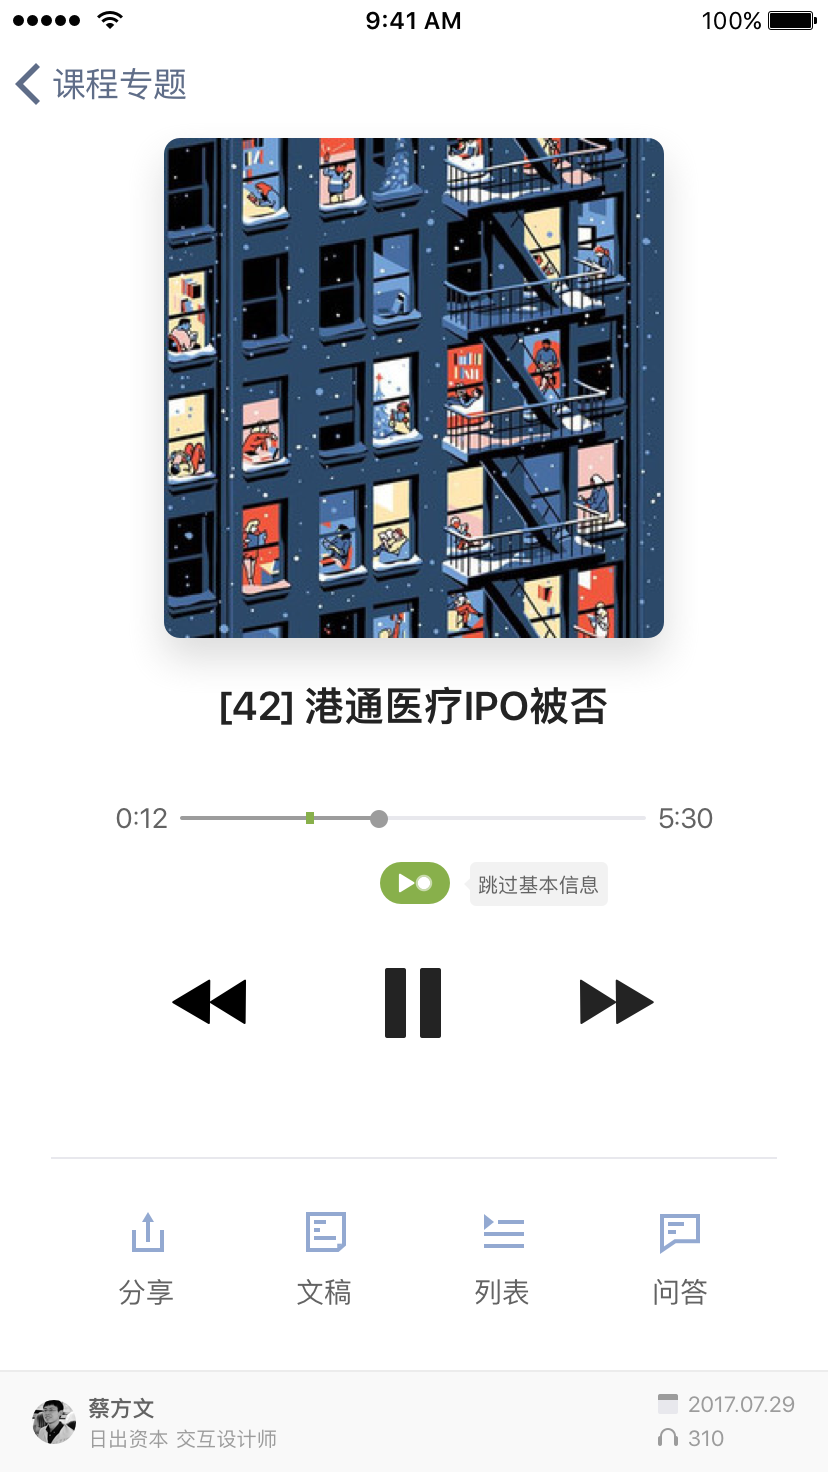 9:41 AM 100%
课程专题
[42] 港通医疗IPO被否
0:12 5:30
跳过基本信息
分享 文稿 列表 问答
蔡方文 2017.07.29
日出资本 交互设计师 310